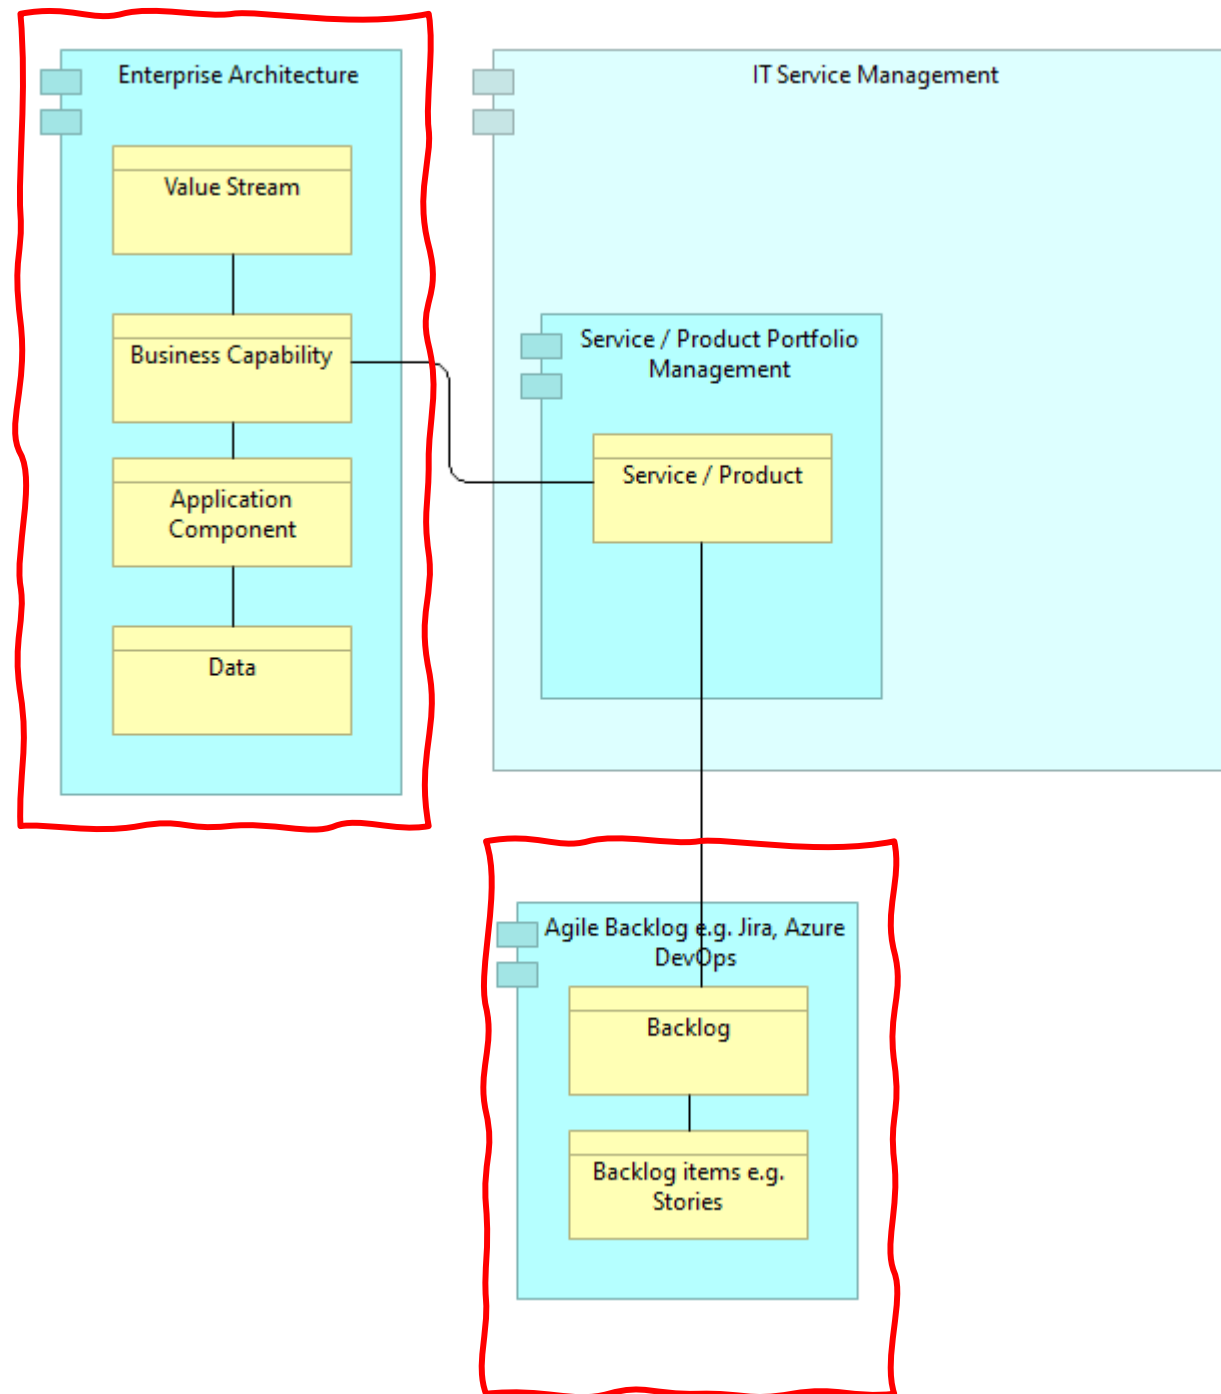 Enterprise Architecture
Value Stream
Business Capability
Application
Component
Data
IT Service Management
Service / Product Portfolio
Management
Service / Product
Agile Backlog e.g. Jira, Azure
DevOps
Backlog
Backlog items e.g.
Stories